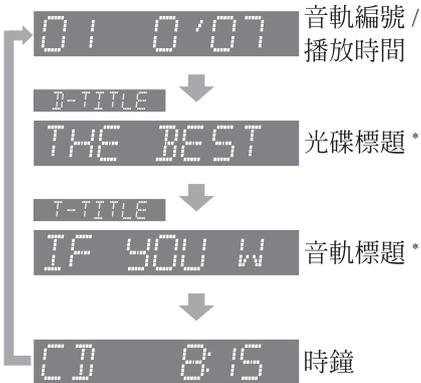 01 0'07
音軌編號 /
播放時間
D-TITLE
THE BEST
光碟標題 *
T-TITLE
IF YOU W
音軌標題 *
CD 8:15
時鐘